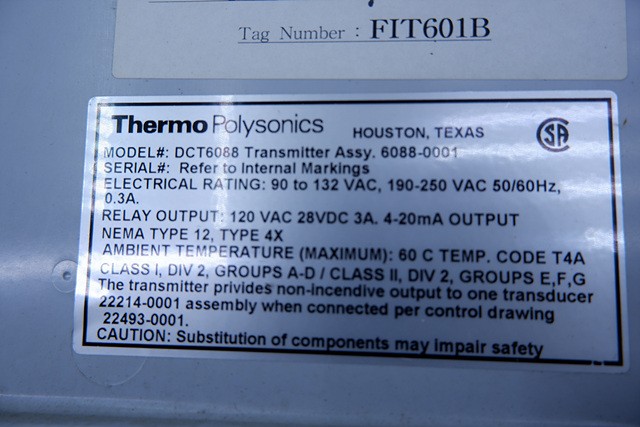 Tag Number : FIT601B
Thermo Polysonics HOUSTON, TEXAS SA
MODEL#: DCT6088 Transmitter Assy. 6088-0001
SERIAL#: Refer to Internal Markings
ELECTRICAL RATING: 90 to 132 VAC, 190-250 VAC 50/60Hz,
0.3A.
RELAY OUTPUT: 120 VAC 28VDC 3A. 4-20mA OUTPUT
NEMA TYPE 12, TYPE 4X
AMBIENT TEMPERATURE (MAXIMUM): 60 C TEMP. CODE T4A
CLASS I, DIV 2, GROUPS A-D / CLASS II, DIV 2, GROUPS E,F,G
The transmitter privides non-incendive output to one transducer
22214-0001 assembly when connected per control drawing
22493-0001.
CAUTION: Substitution of components may impair safety